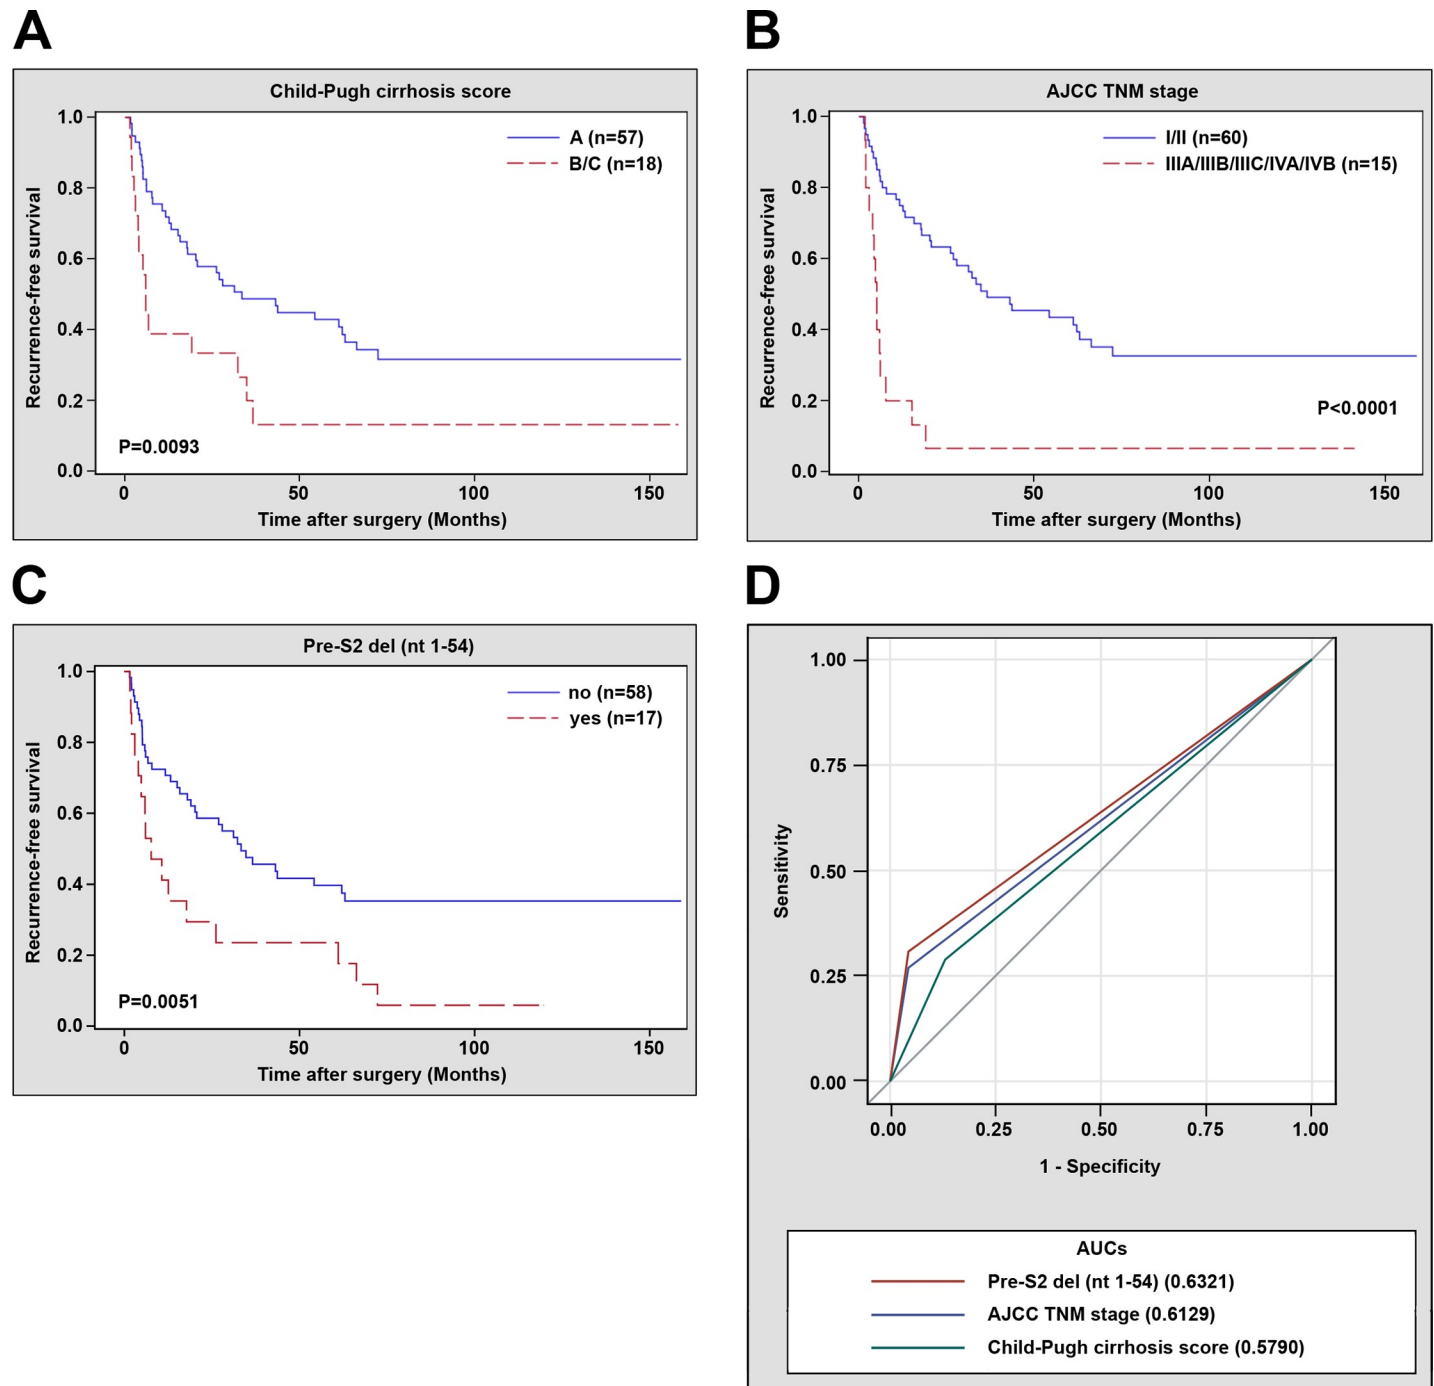 A
Child-Pugh cirrhosis score
A (n=57)
B/C (n=18)
Recurrence-free survival
1.0
0.8
0.6
0.4
0.2
0.0
P=0.0093
0 50 100 150
Time after surgery (Months)
B
AJCC TNM stage
I/II (n=60)
IIIA/IIIB/IIIC/IVA/IVB (n=15)
Recurrence-free survival
1.0
0.8
0.6
0.4
0.2
0.0
P<0.0001
0 50 100 150
Time after surgery (Months)
C
Pre-S2 del (nt 1-54)
no (n=58)
yes (n=17)
Recurrence-free survival
1.0
0.8
0.6
0.4
0.2
0.0
P=0.0051
0 50 100 150
Time after surgery (Months)
D
Sensitivity
1.00
0.75
0.50
0.25
0.00
0.00 0.25 0.50 0.75 1.00
1 - Specificity
AUCs
Pre-S2 del (nt 1-54) (0.6321)
AJCC TNM stage (0.6129)
Child-Pugh cirrhosis score (0.5790)